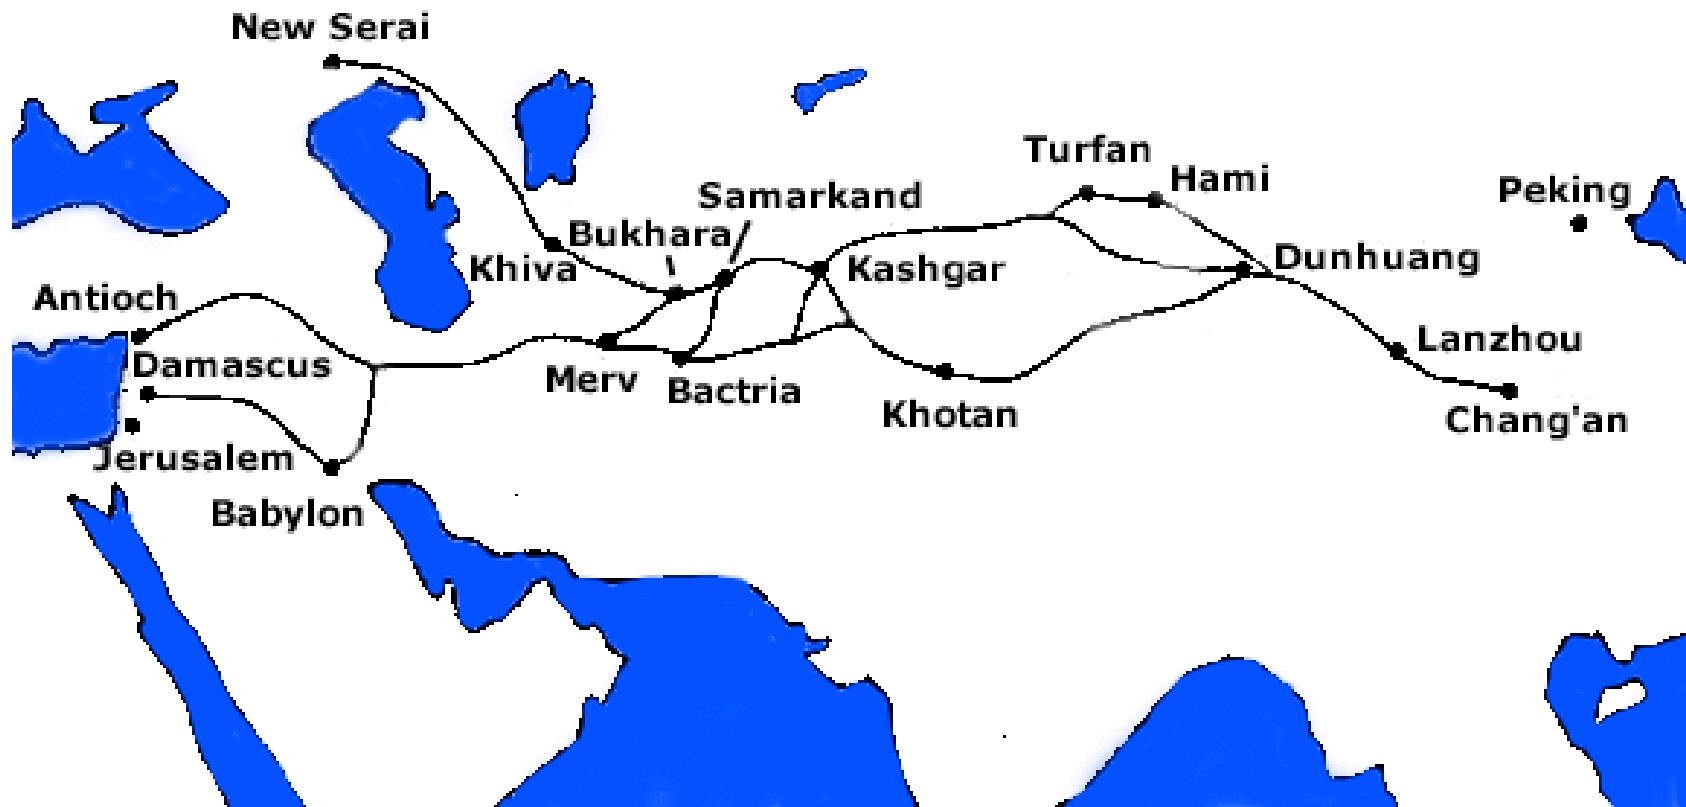 New Serai
Turfan
Hami
Samarkand
Peking
Bukhara
Khiva
Kashgar
Dunhuang
Antioch
Damascus
Lanzhou
Merv
Bactria
Khotan
Chang'an
Jerusalem
Babylon